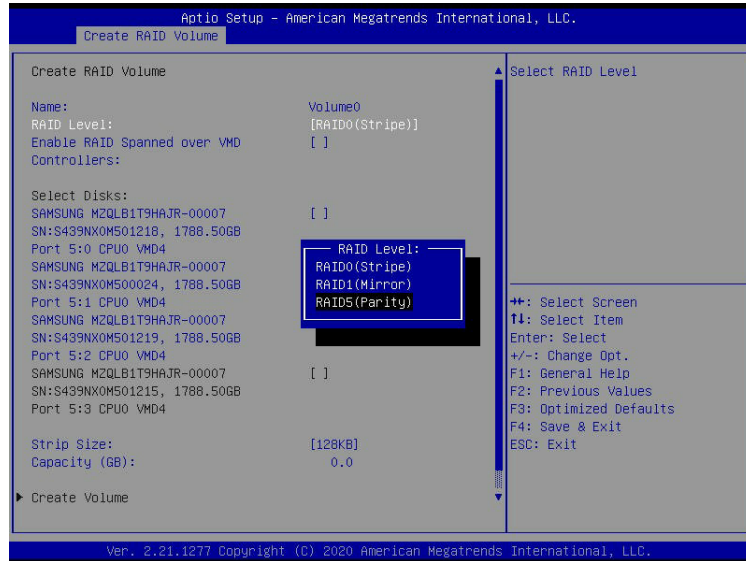 Aptio Setup – American Megatrends International, LLC.
Create RAID Volume
Create RAID Volume
Name: Volume0
RAID Level: [RAID0(Stripe)]
Enable RAID Spanned over VMD [ ]
Controllers:
Select Disks:
SAMSUNG MZQLB1T9HAJR-00007 [ ]
SN:S439NX0M501218, 1788.50GB
Port 5:0 CPU0 VMD4
SAMSUNG MZQLB1T9HAJR-00007
SN:S439NX0M500024, 1788.50GB
Port 5:1 CPU0 VMD4
SAMSUNG MZQLB1T9HAJR-00007
SN:S439NX0M501219, 1788.50GB
Port 5:2 CPU0 VMD4
SAMSUNG MZQLB1T9HAJR-00007 [ ]
SN:S439NX0M501215, 1788.50GB
Port 5:3 CPU0 VMD4
Strip Size: [128KB]
Capacity (GB): 0.0
Create Volume
RAID Level:
RAID0(Stripe)
RAID1(Mirror)
RAID5(Parity)
Select RAID Level
→←: Select Screen
↑↓: Select Item
Enter: Select
+/-: Change Opt.
F1: General Help
F2: Previous Values
F3: Optimized Defaults
F4: Save & Exit
ESC: Exit
Ver. 2.21.1277 Copyright (C) 2020 American Megatrends International, LLC.